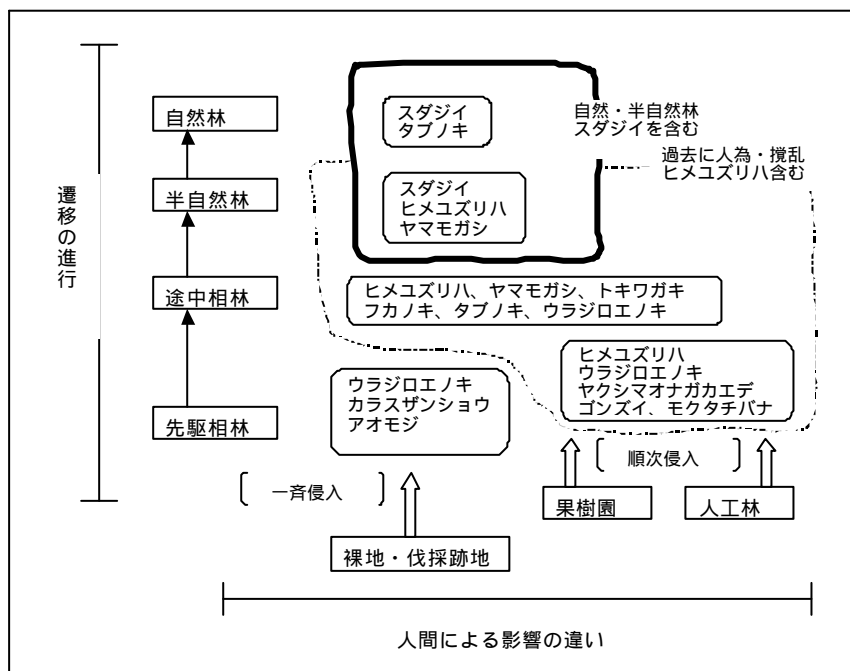 自然林
半自然林
途中相林
先駆相林
遷移の進行
スダジイ
タブノキ
スダジイ
ヒメユズリハ
ヤマモガシ
自然・半自然林
スダジイを含む
過去に人為・撹乱
ヒメユズリハ含む
ヒメユズリハ、ヤマモガシ、トキワガキ
フカノキ、タブノキ、ウラジロエノキ
ウラジロエノキ
カラスザンショウ
アオモジ
ヒメユズリハ
ウラジロエノキ
ヤクシマオナガカエデ
ゴンズイ、モクタチバナ
一斉侵入
順次侵入
果樹園
人工林
裸地・伐採跡地
人間による影響の違い